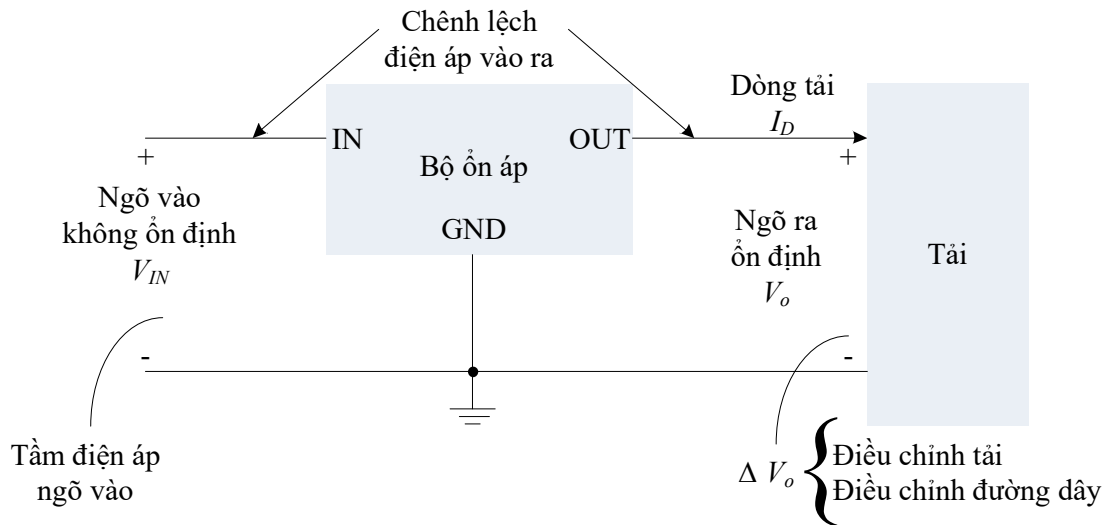 Chênh lệch
điện áp vào ra
Dòng tải
I_D
IN
OUT
Bộ ổn áp
GND
+
+
Ngõ vào
không ổn định
V_IN
Ngõ ra
ổn định
V_o
Tải
-
-
Tầm điện áp
ngõ vào
Δ V_o { Điều chỉnh tải
Điều chỉnh đường dây